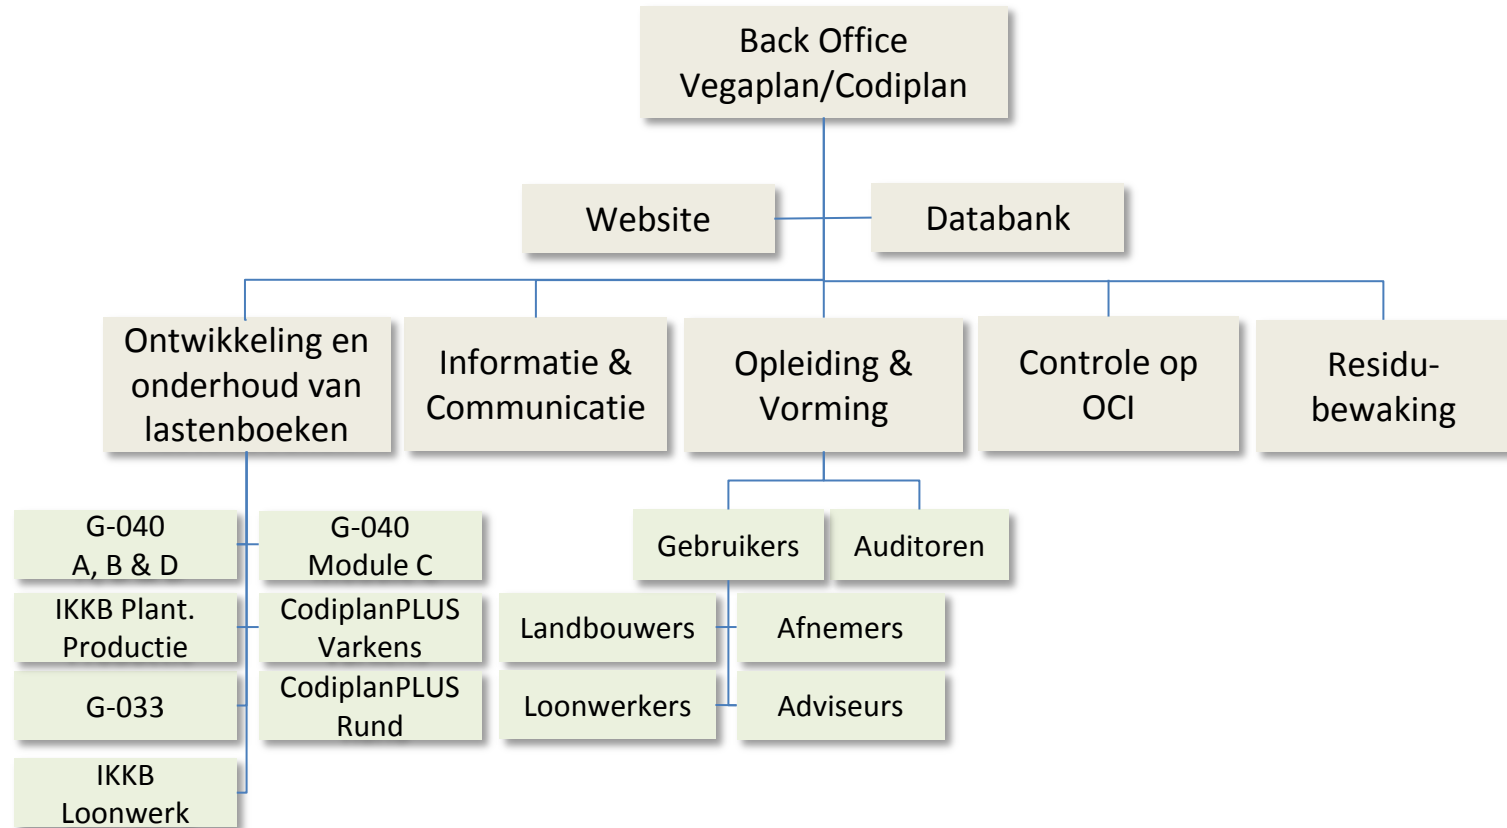 Back Office
Vegaplan/Codiplan
Website
Databank
Ontwikkeling en
onderhoud van
lastenboeken
Informatie &
Communicatie
Opleiding &
Vorming
Controle op
OCI
Residu-
bewaking
G-040
A, B & D
G-040
Module C
IKKB Plant.
Productie
CodiplanPLUS
Varkens
G-033
CodiplanPLUS
Rund
IKKB
Loonwerk
Gebruikers
Auditoren
Landbouwers
Afnemers
Loonwerkers
Adviseurs